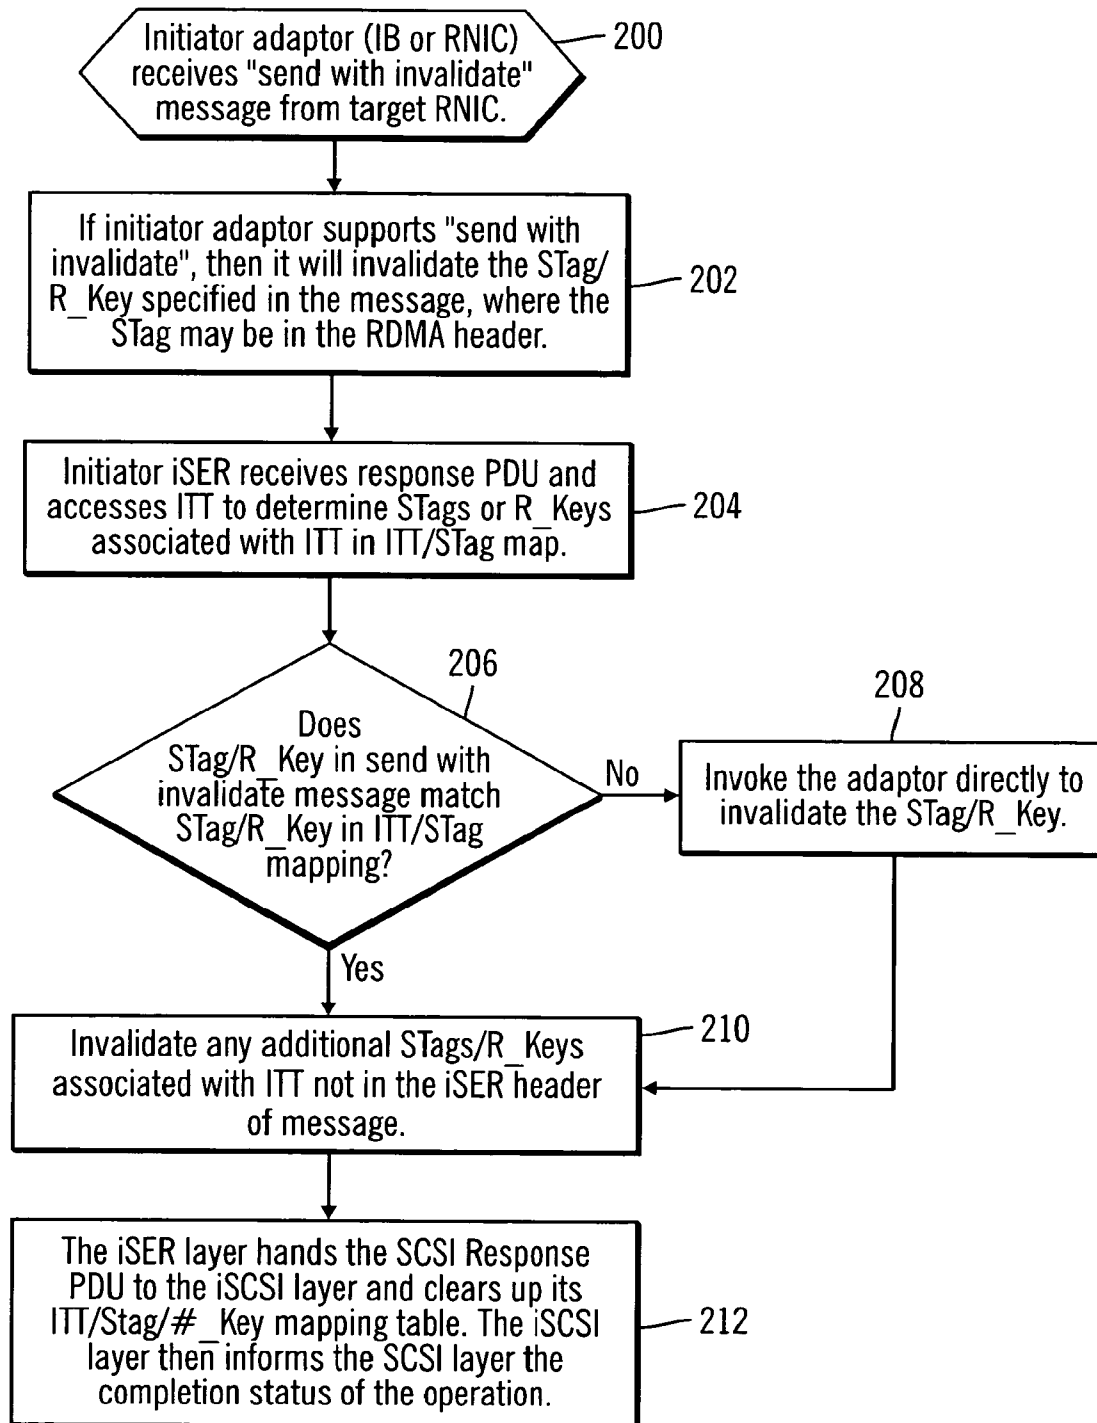 Initiator adaptor (IB or RNIC)
receives "send with invalidate"
message from target RNIC.
200
If initiator adaptor supports "send with
invalidate", then it will invalidate the STag/
R_Key specified in the message, where the
STag may be in the RDMA header.
202
Initiator iSER receives response PDU and
accesses ITT to determine STags or R_Keys
associated with ITT in ITT/STag map.
204
206
Does
STag/R_Key in send with
invalidate message match
STag/R_Key in ITT/STag
mapping?
No
208
Invoke the adaptor directly to
invalidate the STag/R_Key.
Yes
Invalidate any additional STags/R_Keys
associated with ITT not in the iSER header
of message.
210
The iSER layer hands the SCSI Response
PDU to the iSCSI layer and clears up its
ITT/Stag/#_Key mapping table. The iSCSI
layer then informs the SCSI layer the
completion status of the operation.
212